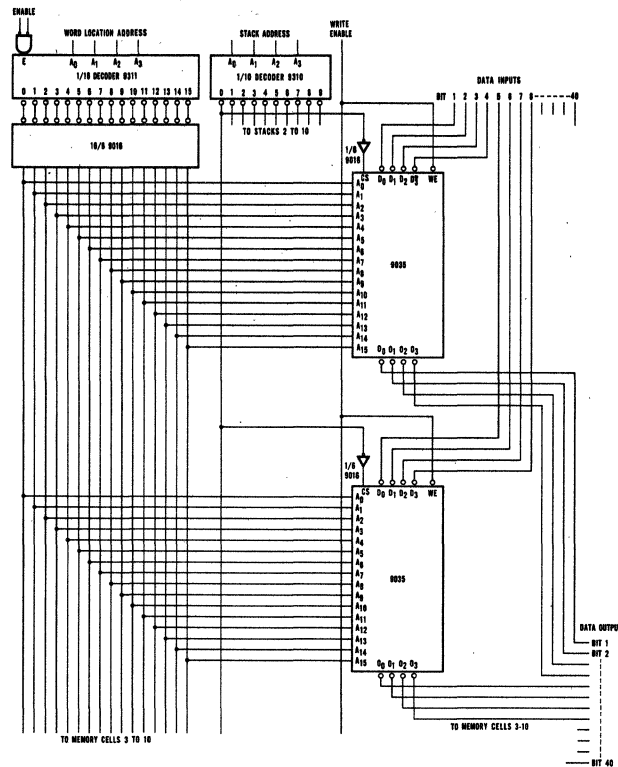 ENABLE
WORD LOCATION ADDRESS
STACK ADDRESS
WRITE
ENABLE
E A0 A1 A2 A3
1/16 DECODER 9311
0 1 2 3 4 5 6 7 8 9 10 11 12 13 14 15
A0 A1 A2 A3
1/10 DECODER 9310
0 1 2 3 4 5 6 7 8 9
DATA INPUTS
BIT 1 2 3 4 5 6 7 8 40
TO STACKS 2 TO 10
16/6 9016
1/6
9016
CS D0 D1 D2 D3 WE
A0
A1
A2
A3
A4
A5
A6
A7
A8
A9
A10
A11
A12
A13
A14
A15
9035
O0 O1 O2 O3
1/6
9016
CS D0 D1 D2 D3 WE
A0
A1
A2
A3
A4
A5
A6
A7
A8
A9
A10
A11
A12
A13
A14
A15
9035
O0 O1 O2 O3
DATA OUTPU
BIT 1
BIT 2
TO MEMORY CELLS 3 TO 10
TO MEMORY CELLS 3-10
BIT 40